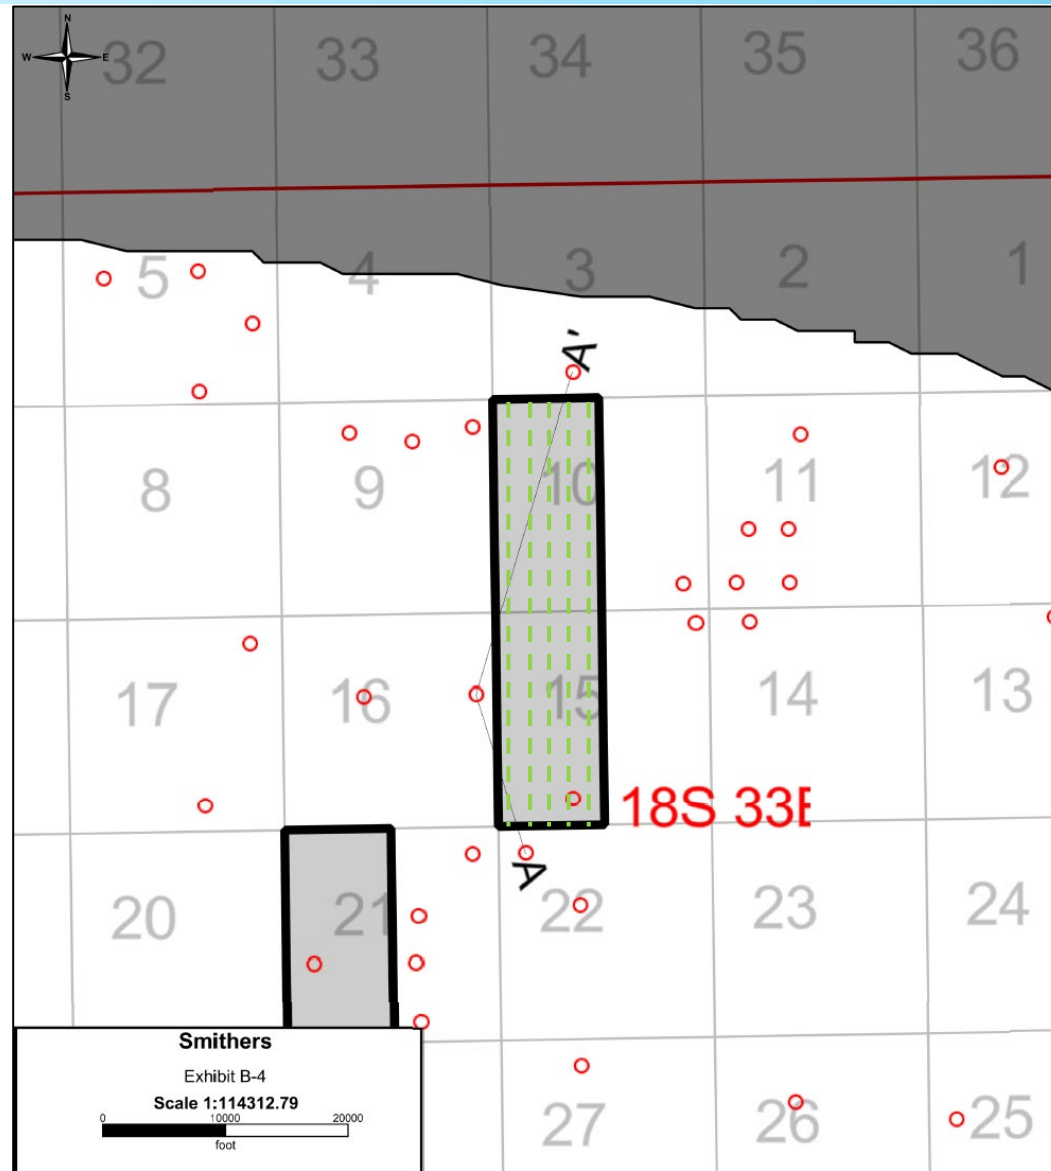 N
W E
S
32 33 34 35 36
5 4 3 2 1
A'
8 9 10 11 12
17 16 15 14 13
18S 33E
A
20 21 22 23 24
27 26 25
Smithers
Exhibit B-4
Scale 1:114312.79
0 10000 20000
foot